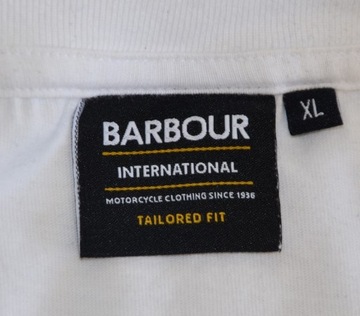 BARBOUR
XL
INTERNATIONAL
MOTORCYCLE CLOTHING SINCE 1936
TAILORED FIT